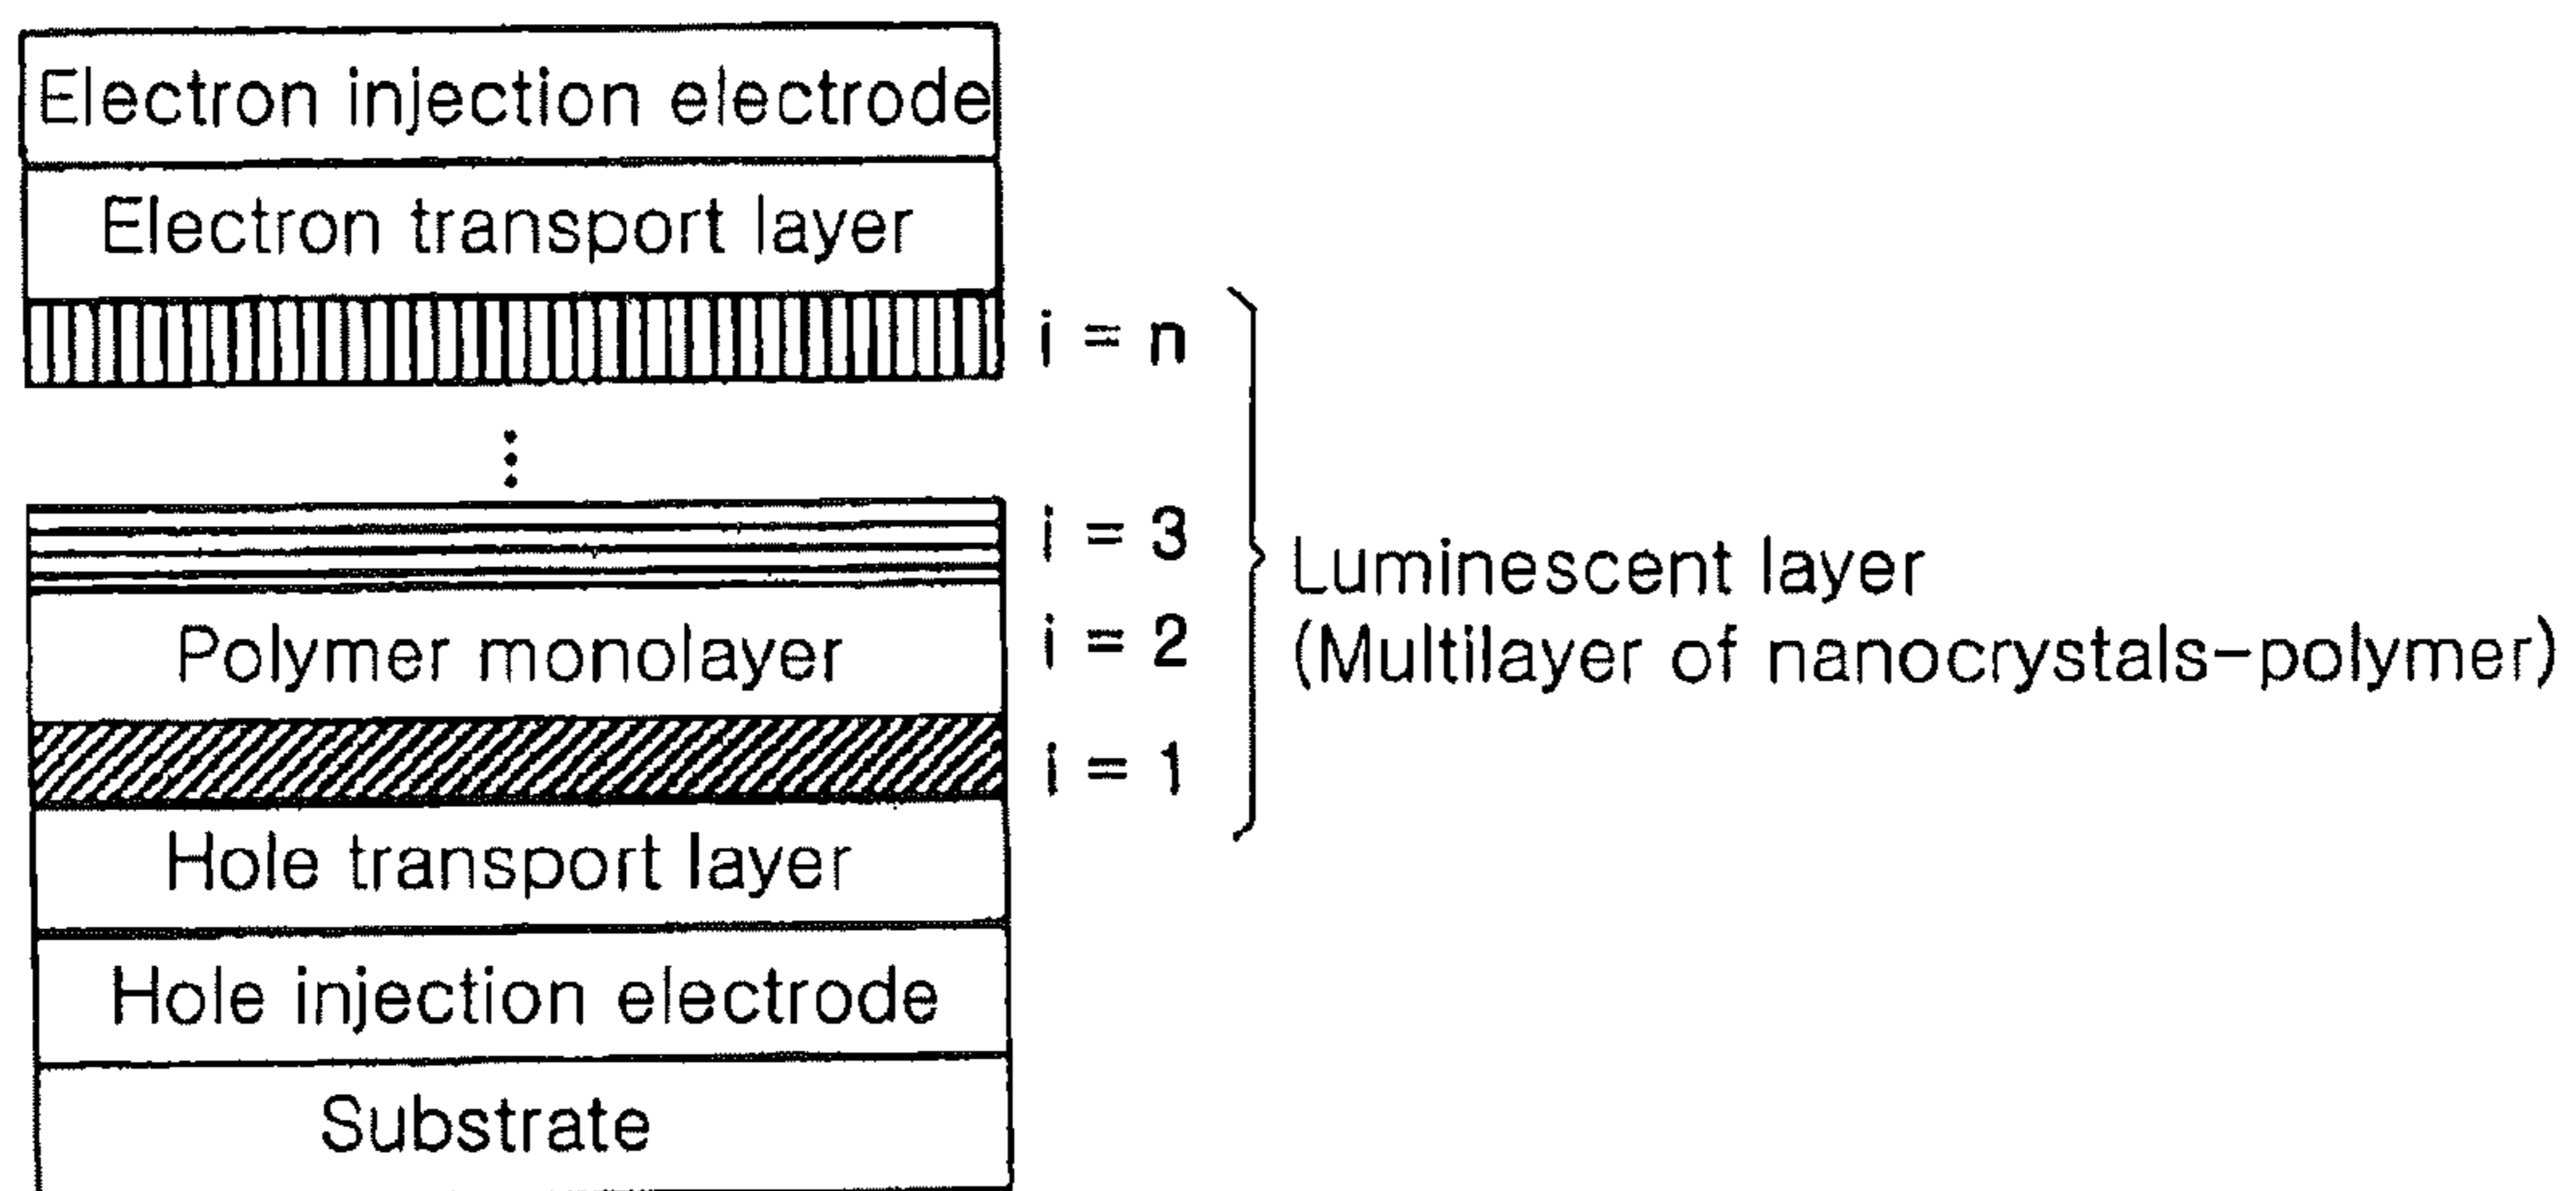 Electron injection electrode
Electron transport layer
i = n
i = 3
Polymer monolayer
i = 2
i = 1
Luminescent layer
(Multilayer of nanocrystals-polymer)
Hole transport layer
Hole injection electrode
Substrate